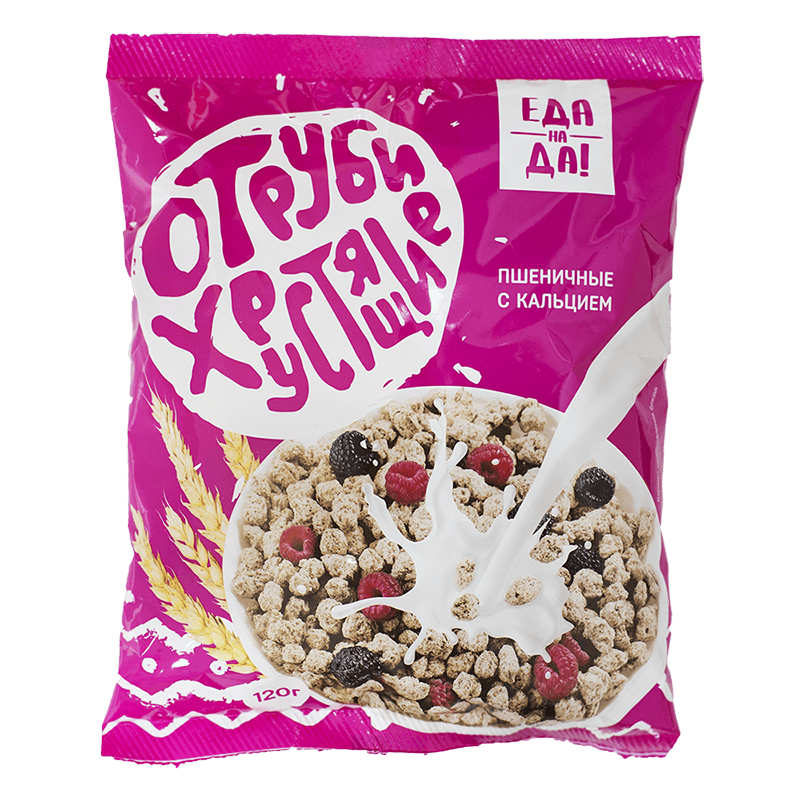 ЕДА
НА
ДА!
ОТРУБИ
ХРУСТЯЩИЕ
ПШЕНИЧНЫЕ
С КАЛЬЦИЕМ
120г